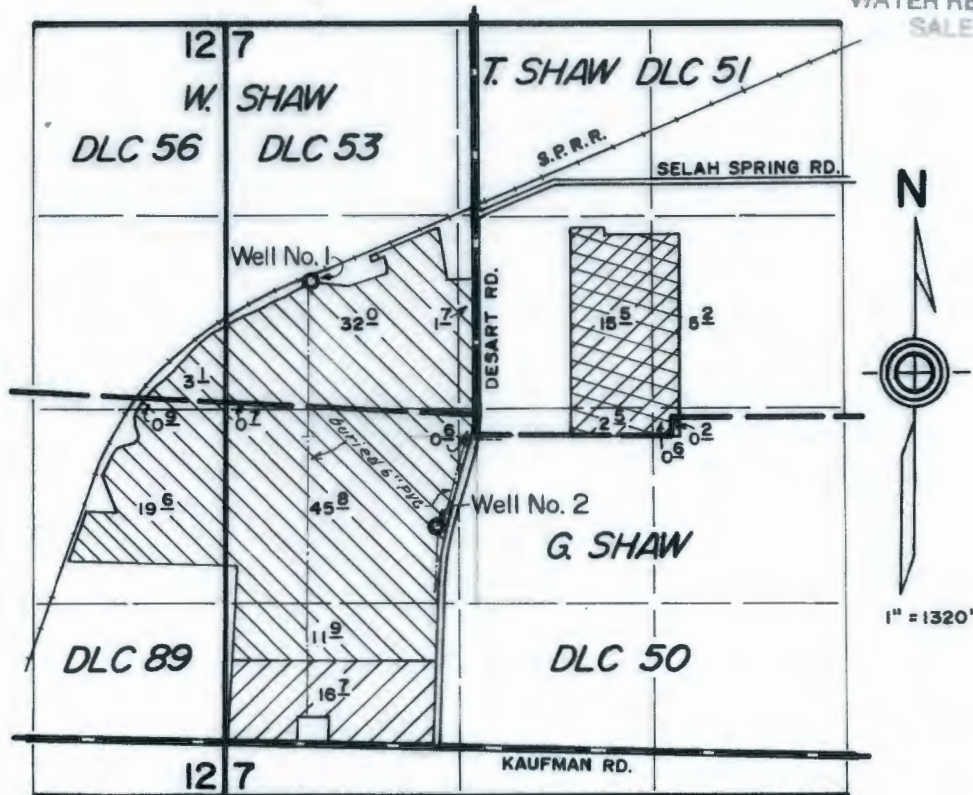 WATER RE
SALE
12 7
W. SHAW
DLC 56
DLC 53
T. SHAW DLC 51
S.P.R.R.
SELAH SPRING RD.
N
Well No. 1
32 0
1 7
DESART RD.
15 5
5 2
3 1
0 9
0 7
0 6
2 5
0 6
0 2
buried 6" PVC
19 6
45 8
Well No. 2
G. SHAW
1" = 1320'
DLC 89
11 9
DLC 50
16 7
12 7
KAUFMAN RD.